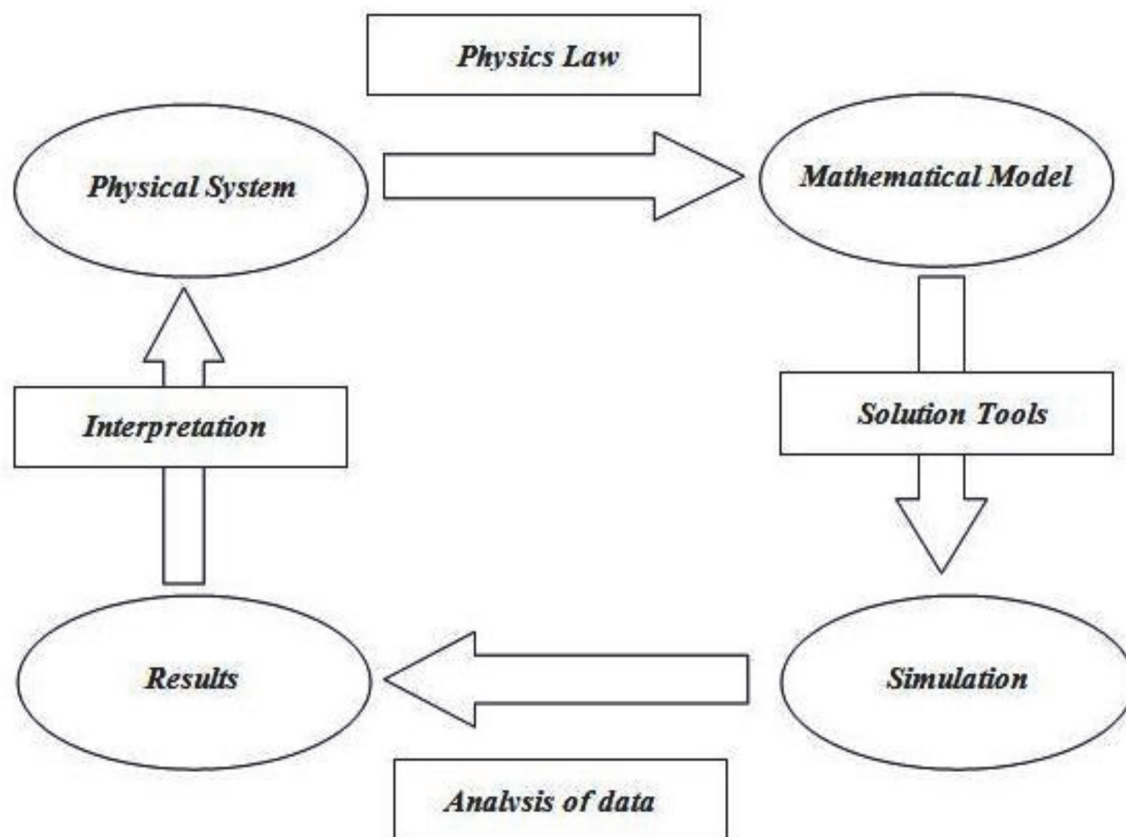 Physics Law
Physical System
Mathematical Model
Interpretation
Solution Tools
Results
Simulation
Analysis of data